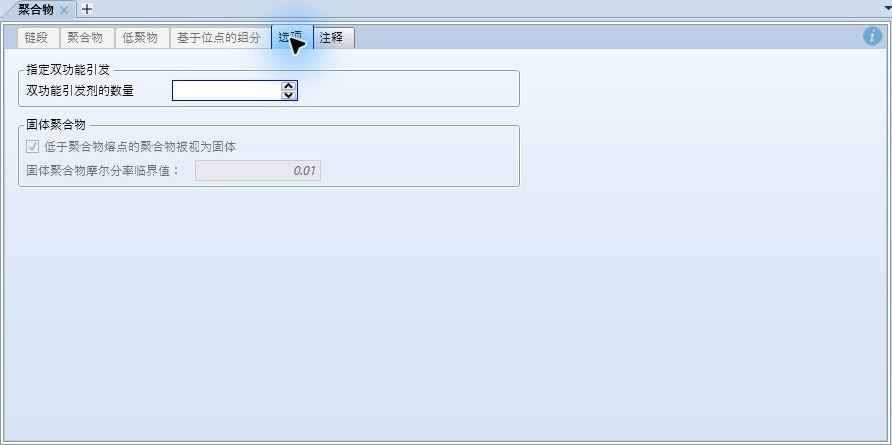 聚合物
链段 聚合物 低聚物 基于位点的组分 选项 注释
指定双功能引发
双功能引发剂的数量
固体聚合物
低于聚合物熔点的聚合物被视为固体
固体聚合物摩尔分率临界值： 0.01